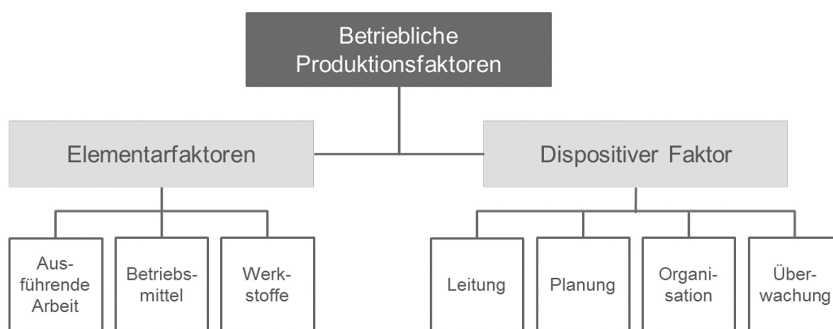 Betriebliche
Produktionsfaktoren
Elementarfaktoren
Dispositiver Faktor
Aus-
führende
Arbeit
Betriebs-
mittel
Werk-
stoffe
Leitung
Planung
Organi-
sation
Über-
wachung